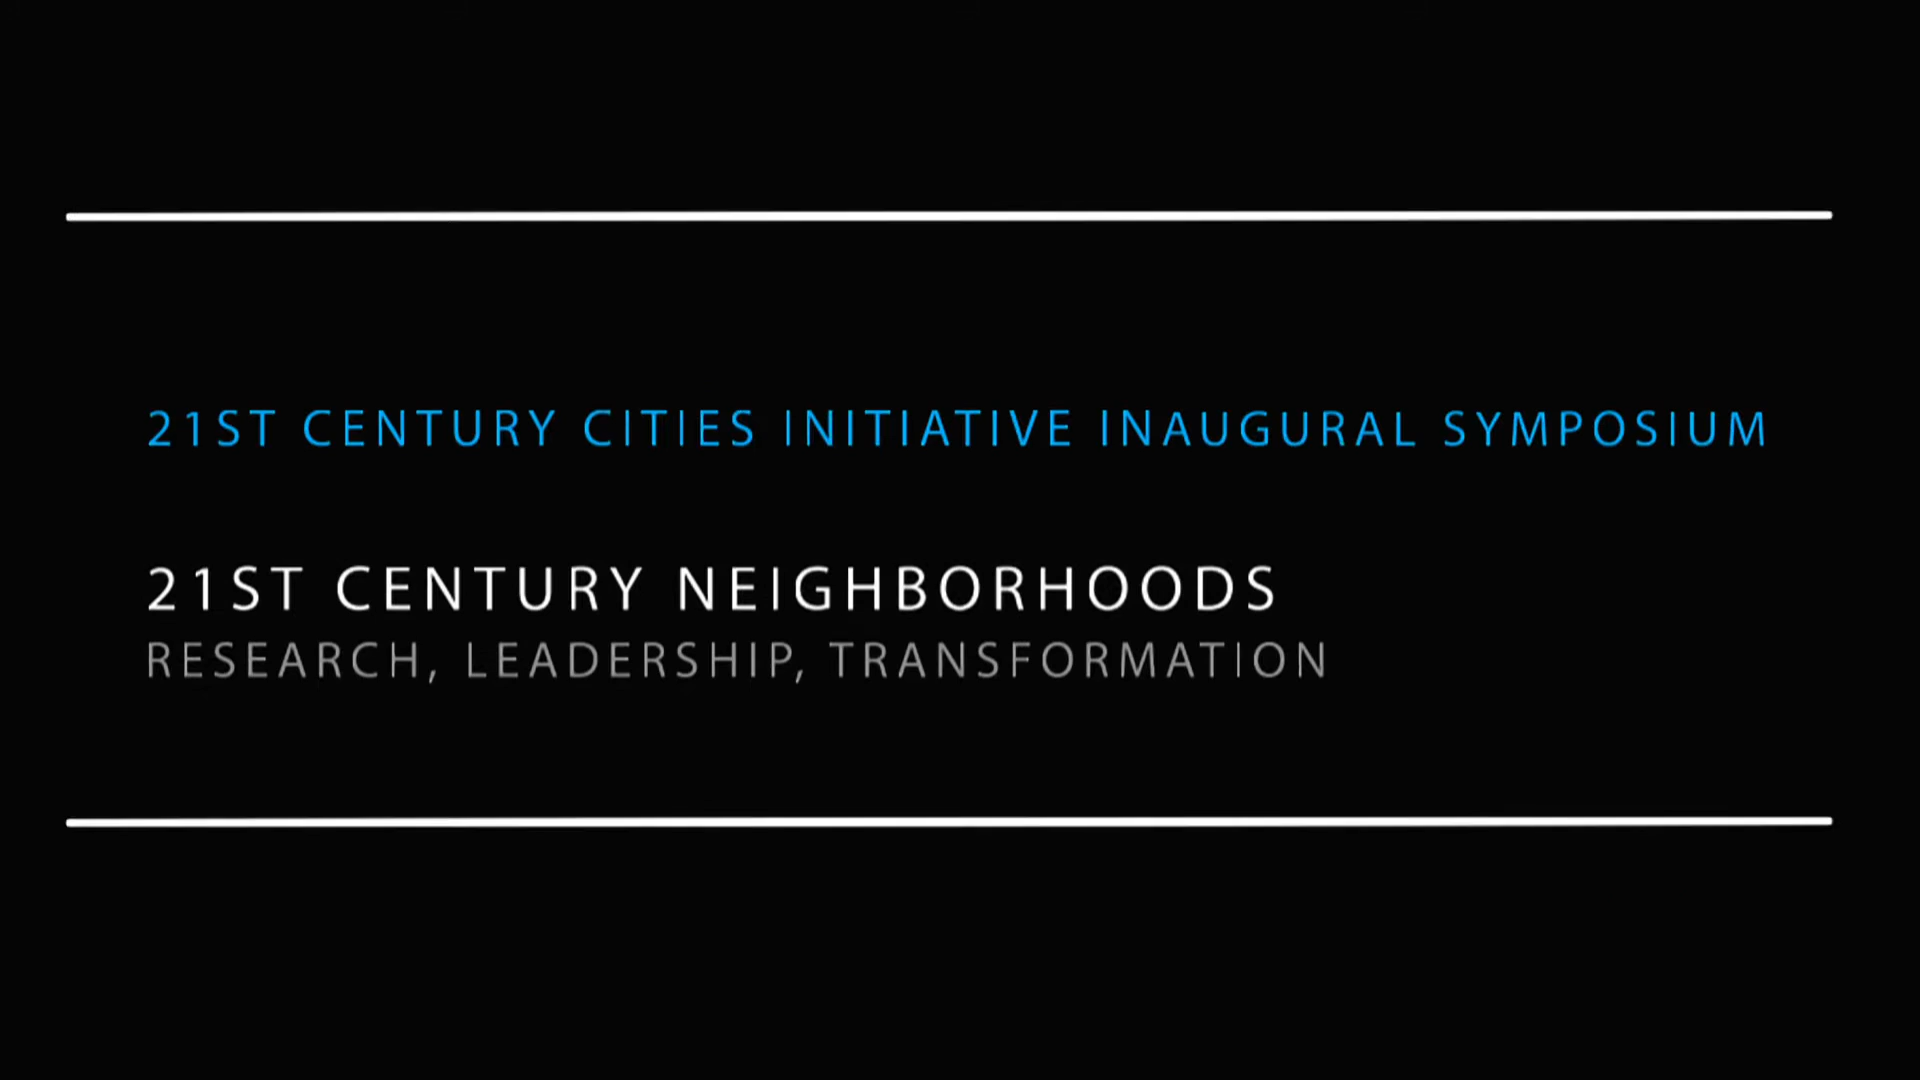 21ST CENTURY CITIES INITIATIVE INAUGURAL SYMPOSIUM
21ST CENTURY NEIGHBORHOODS
RESEARCH, LEADERSHIP, TRANSFORMATION